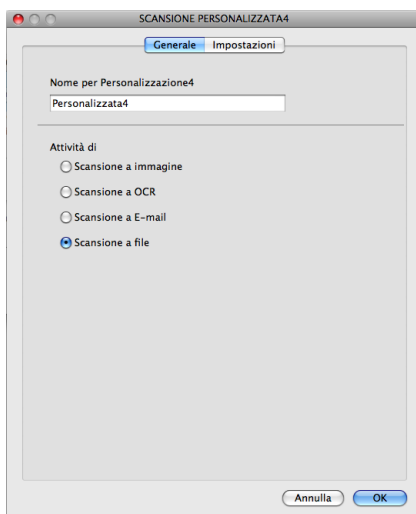 SCANSIONE PERSONALIZZATA4
Generale Impostazioni
Nome per Personalizzazione4
Personalizzata4
Attività di
Scansione a immagine
Scansione a OCR
Scansione a E-mail
Scansione a file
Annulla OK